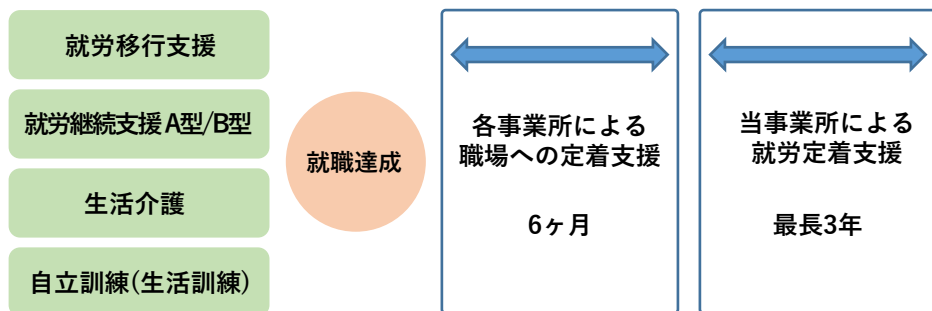 就労移行支援
就労継続支援A型/B型
生活介護
自立訓練(生活訓練)
就職達成
各事業所による
職場への定着支援
6ヶ月
当事業所による
就労定着支援
最長3年